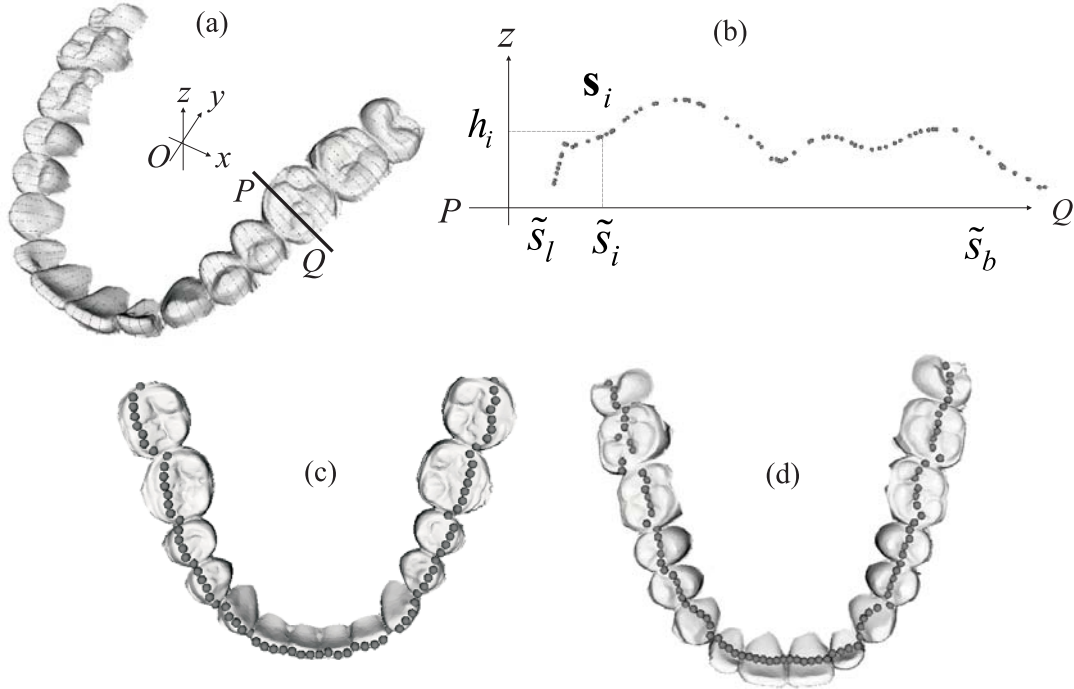 (a)
z
y
O
x
P
Q
(b)
z
s_i
h_i
P
s̃_l
s̃_i
s̃_b
Q
(c)
(d)